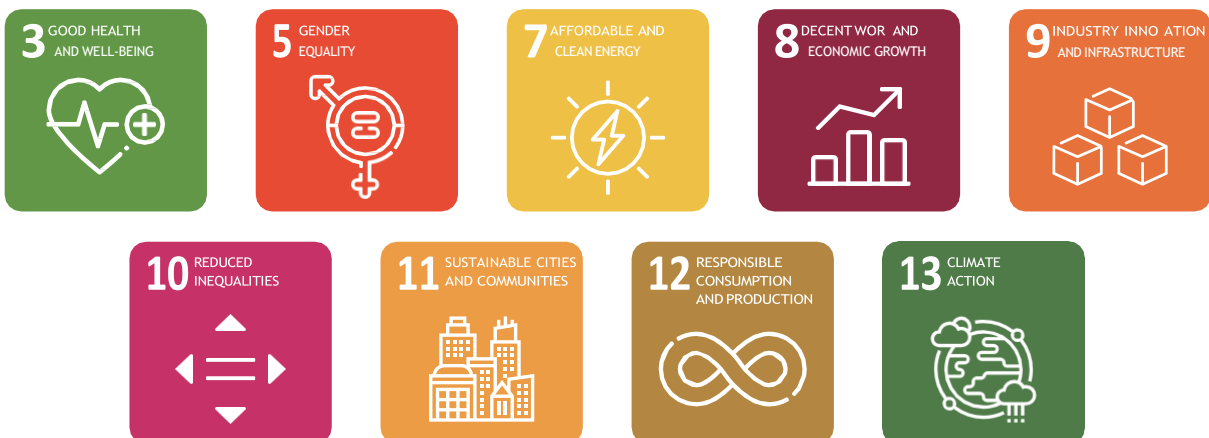 3 GOOD HEALTH
AND WELL-BEING
5 GENDER
EQUALITY
7 AFFORDABLE AND
CLEAN ENERGY
8 DECENT WOR AND
ECONOMIC GROWTH
9 INDUSTRY INNO ATION
AND INFRASTRUCTURE
10 REDUCED
INEQUALITIES
11 SUSTAINABLE CITIES
AND COMMUNITIES
12 RESPONSIBLE
CONSUMPTION
AND PRODUCTION
13 CLIMATE
ACTION